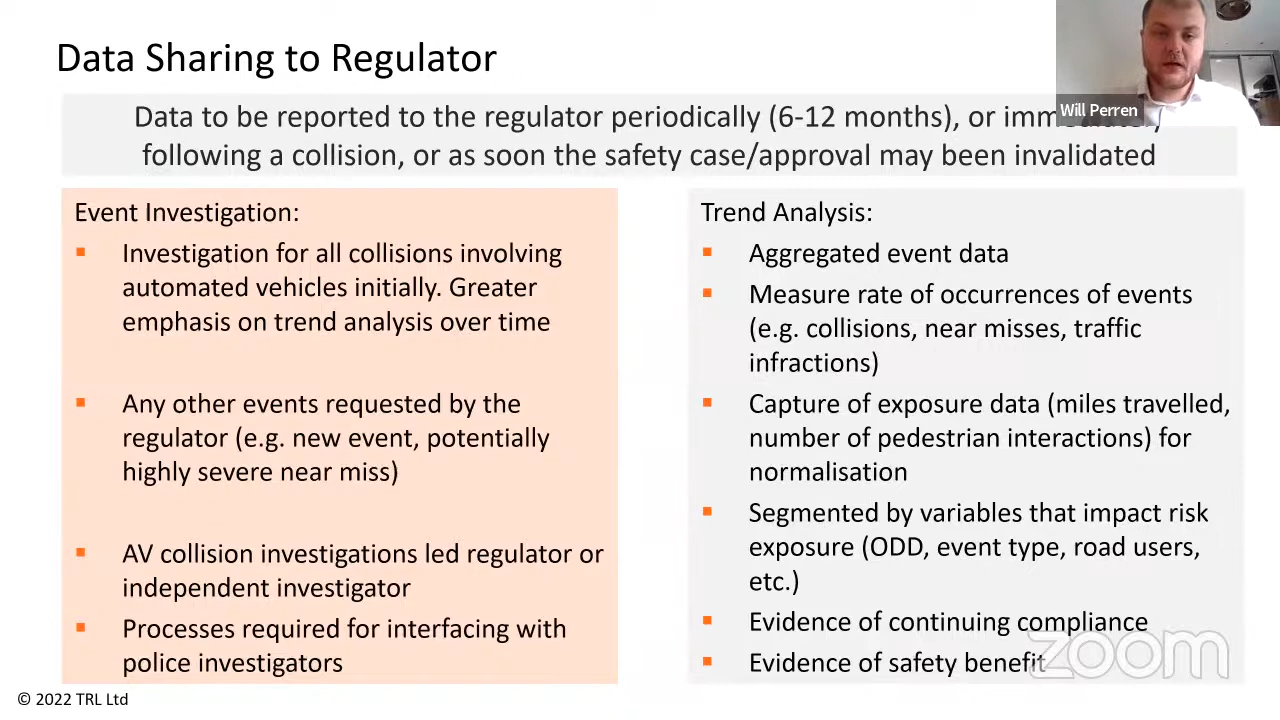 Data Sharing to Regulator
Will Perren
Data to be reported to the regulator periodically (6-12 months), or
following a collision, or as soon the safety case/approval may been invalidated
Event Investigation:
Investigation for all collisions involving
automated vehicles initially. Greater
emphasis on trend analysis over time
Any other events requested by the
regulator (e.g. new event, potentially
highly severe near miss)
AV collision investigations led regulator or
independent investigator
Processes required for interfacing with
police investigators
Trend Analysis:
Aggregated event data
Measure rate of occurrences of events
(e.g. collisions, near misses, traffic
infractions)
Capture of exposure data (miles travelled,
number of pedestrian interactions) for
normalisation
Segmented by variables that impact risk
exposure (ODD, event type, road users,
etc.)
Evidence of continuing compliance
Evidence of safety benefit
zoom
© 2022 TRL Ltd